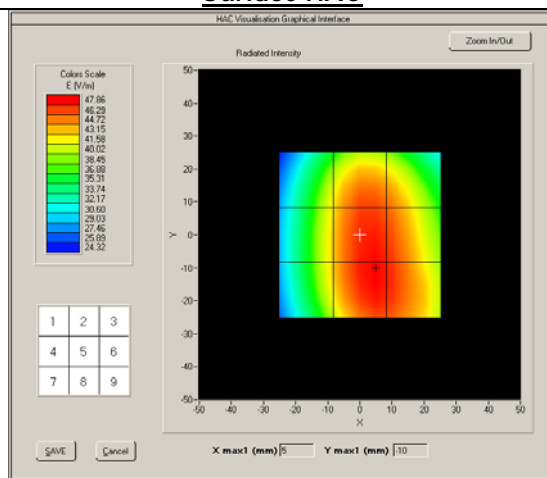 Surface HAC
HAC Visualisation Graphical Interface
Zoom In/Out
Radiated Intensity
Colors Scale
E (V/m)
47.86
46.29
44.72
43.15
41.58
40.02
38.45
36.88
35.31
33.74
32.17
30.60
29.03
27.46
25.89
24.32
1 2 3
4 5 6
7 8 9
50
40
30
20
10
0
-10
-20
-30
-40
-50
Y
-50 -40 -30 -20 -10 0 10 20 30 40 50
X
SAVE
Cancel
X max1 (mm) 5 Y max1 (mm) -10